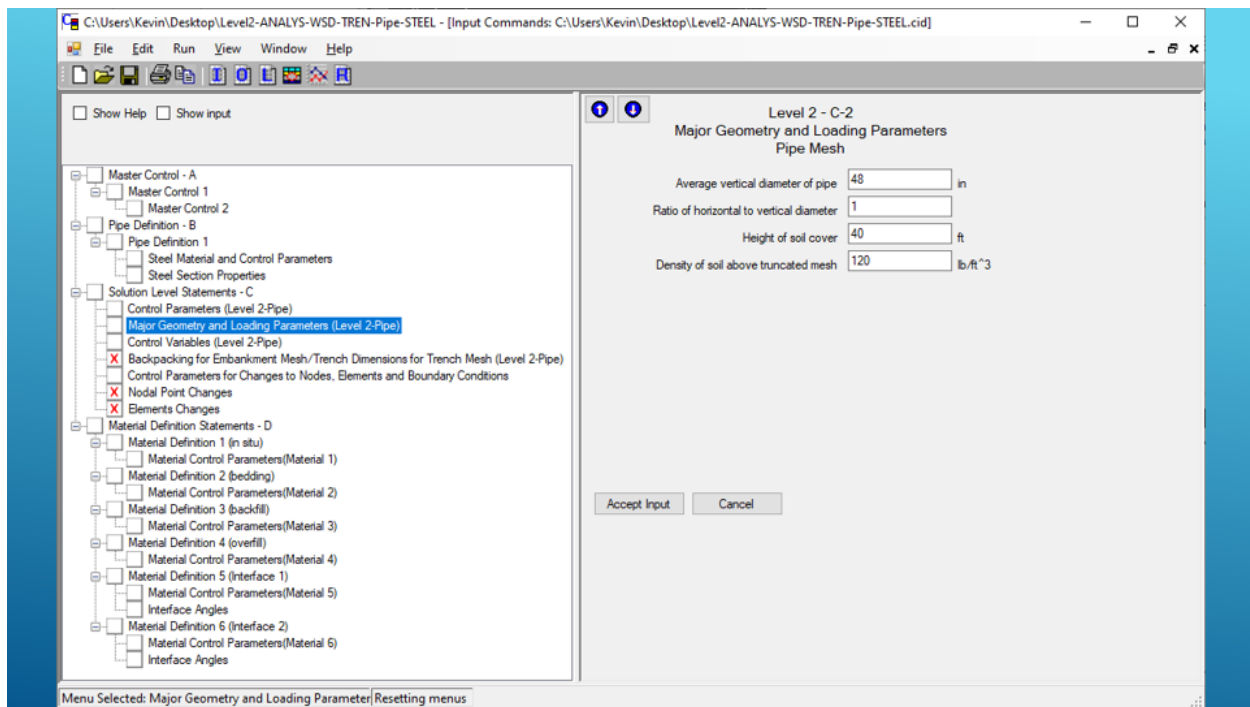 C:\Users\Kevin\Desktop\Level2-ANALYS-WSD-TREN-Pipe-STEEL - [Input Commands: C:\Users\Kevin\Desktop\Level2-ANALYS-WSD-TREN-Pipe-STEEL.cid]
File Edit Run View Window Help
Show Help Show input
Master Control - A
Master Control 1
Master Control 2
Pipe Definition - B
Pipe Definition 1
Steel Material and Control Parameters
Steel Section Properties
Solution Level Statements - C
Control Parameters (Level 2-Pipe)
Major Geometry and Loading Parameters (Level 2-Pipe)
Control Variables (Level 2-Pipe)
X Backpacking for Embankment Mesh/Trench Dimensions for Trench Mesh (Level 2-Pipe)
Control Parameters for Changes to Nodes, Elements and Boundary Conditions
X Nodal Point Changes
X Elements Changes
Material Definition Statements - D
Material Definition 1 (in situ)
Material Control Parameters(Material 1)
Material Definition 2 (bedding)
Material Control Parameters(Material 2)
Material Definition 3 (backfill)
Material Control Parameters(Material 3)
Material Definition 4 (overfill)
Material Control Parameters(Material 4)
Material Definition 5 (Interface 1)
Material Control Parameters(Material 5)
Interface Angles
Material Definition 6 (Interface 2)
Material Control Parameters(Material 6)
Interface Angles
Level 2 - C-2
Major Geometry and Loading Parameters
Pipe Mesh
Average vertical diameter of pipe 48 in
Ratio of horizontal to vertical diameter 1
Height of soil cover 40 ft
Density of soil above truncated mesh 120 lb/ft^3
Accept Input Cancel
Menu Selected: Major Geometry and Loading Parameter Resetting menus